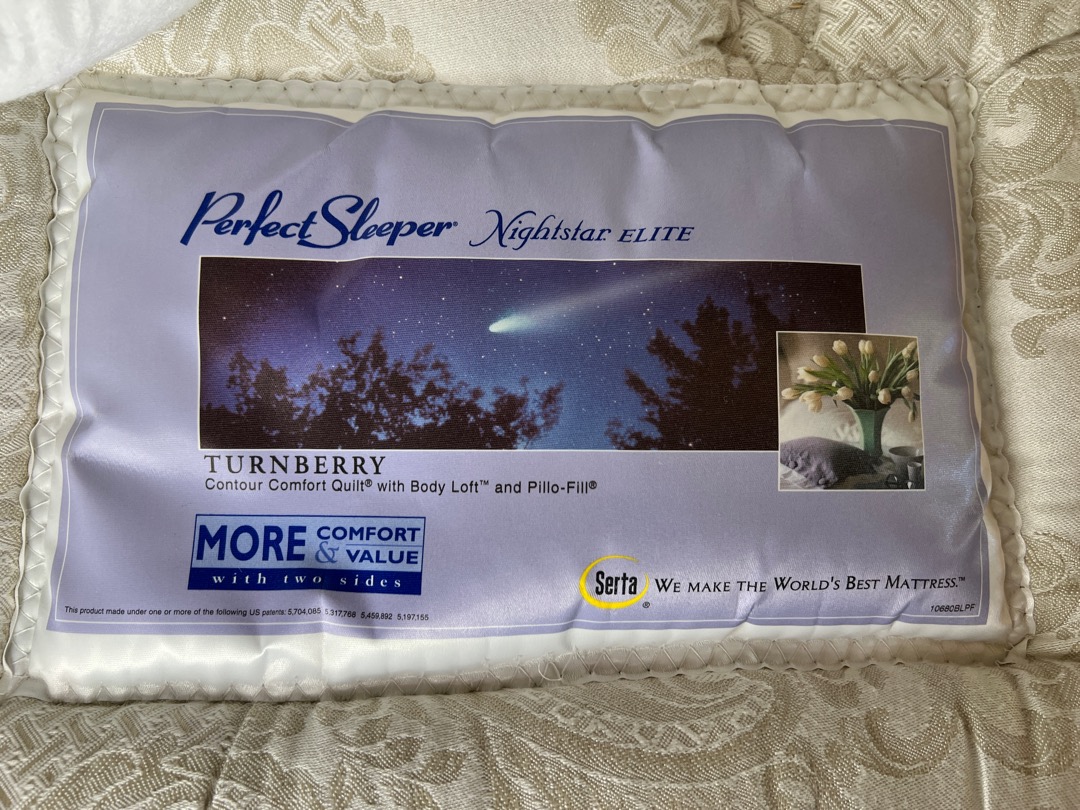 Perfect Sleeper® Nightstar™ ELITE
TURNBERRY
Contour Comfort Quilt® with Body Loft™ and Pillo-Fill®
MORE COMFORT & VALUE
with two sides
Serta® WE MAKE THE WORLD'S BEST MATTRESS.™
This product made under one or more of the following US patents: 5,704,085 5,317,768 5,459,892 5,197,155
10680BLPF